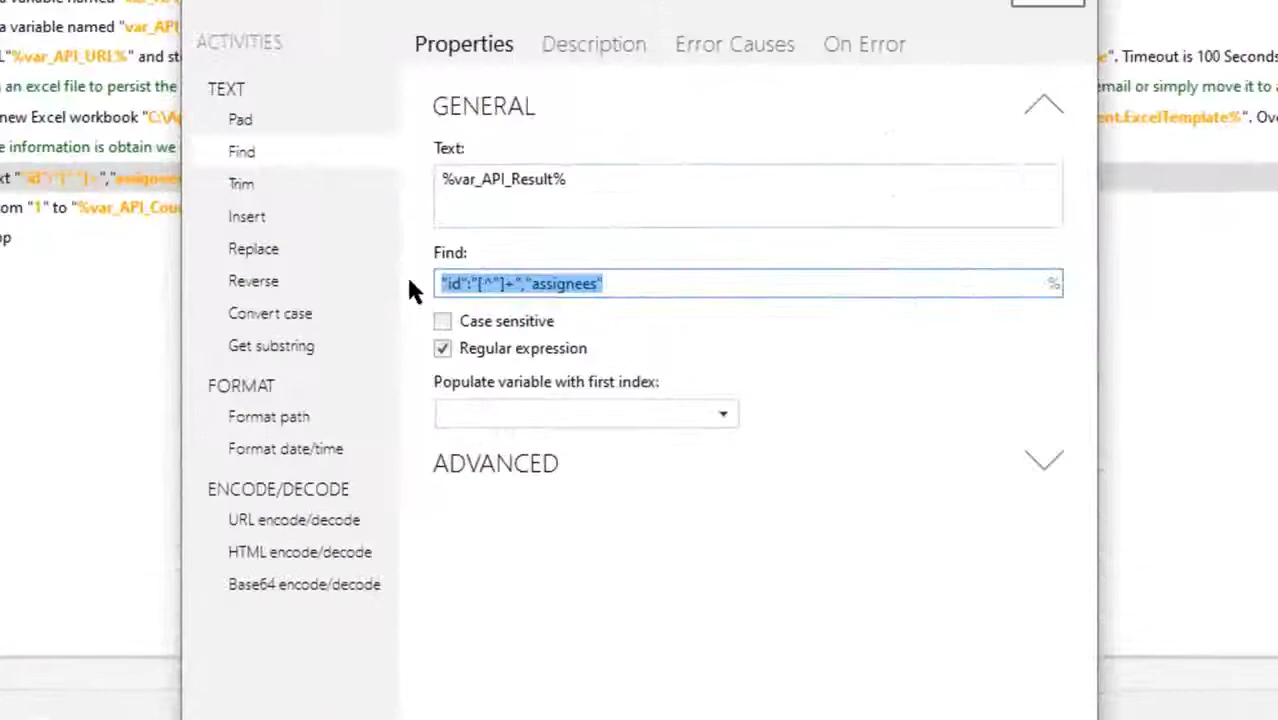 a variable named "var_API
ACTIVITIES
Properties
Description
Error Causes
On Error
a variable named "var_API
L "%var_API_URL%" and st
". Timeout is 100 Seconds
TEXT
an excel file to persist the
email or simply move it to a
GENERAL
new Excel workbook "C:\A
Pad
ent.ExcelTemplate%". Ov
e information is obtain we
Find
Text:
xt "
Trim
%var_API_Result%
om "1" to "%var_API_Cou
Insert
op
Replace
Find:
Reverse
"id":"[^"]+","assignees"
%
Convert case
Case sensitive
Get substring
Regular expression
FORMAT
Populate variable with first index:
Format path
Format date/time
ADVANCED
ENCODE/DECODE
URL encode/decode
HTML encode/decode
Base64 encode/decode